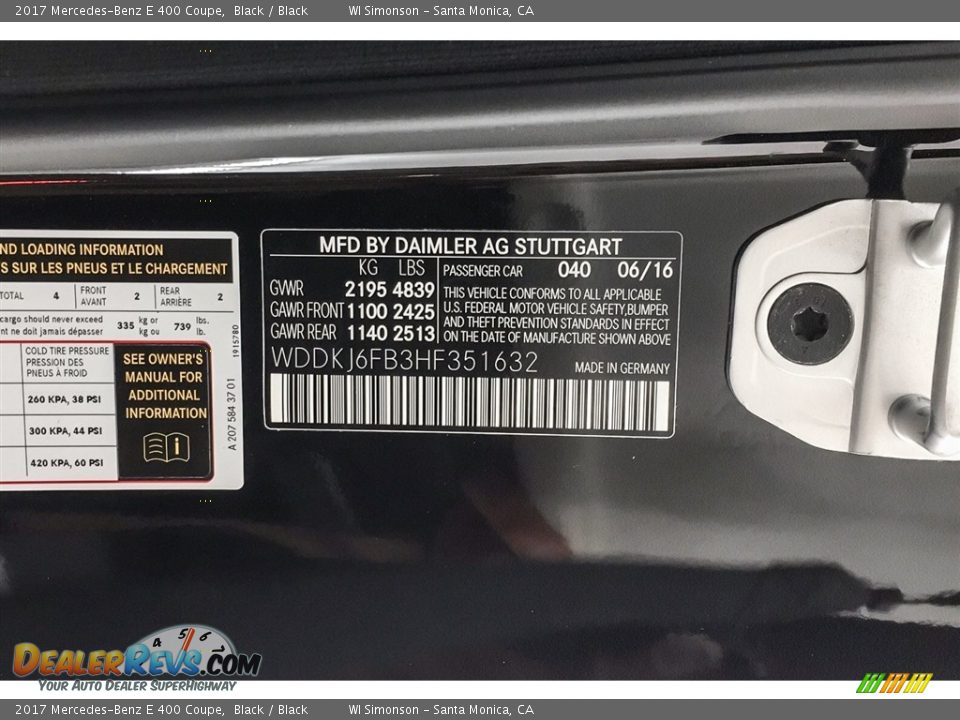 2017 Mercedes-Benz E 400 Coupe, Black / Black WI Simonson - Santa Monica, CA
ND LOADING INFORMATION
S SUR LES PNEUS ET LE CHARGEMENT
TOTAL 4 FRONT AVANT 2 REAR ARRIÈRE 2
cargo should never exceed 335 kg or 739 lbs.
nt ne doit jamais dépasser kg ou lb.
COLD TIRE PRESSURE
PRESSION DES
PNEUS À FROID
260 KPA, 38 PSI
300 KPA, 44 PSI
420 KPA, 60 PSI
SEE OWNER'S
MANUAL FOR
ADDITIONAL
INFORMATION
i
1915780
A 207 584 37 01
MFD BY DAIMLER AG STUTTGART
KG LBS
GVWR 2195 4839
GAWR FRONT 1100 2425
GAWR REAR 1140 2513
PASSENGER CAR 040 06/16
THIS VEHICLE CONFORMS TO ALL APPLICABLE
U.S. FEDERAL MOTOR VEHICLE SAFETY,BUMPER
AND THEFT PREVENTION STANDARDS IN EFFECT
ON THE DATE OF MANUFACTURE SHOWN ABOVE
WDDKJ6FB3HF351632 MADE IN GERMANY
4 5 6
DEALERREVS.COM
YOUR AUTO DEALER SUPERHIGHWAY
2017 Mercedes-Benz E 400 Coupe, Black / Black WI Simonson - Santa Monica, CA